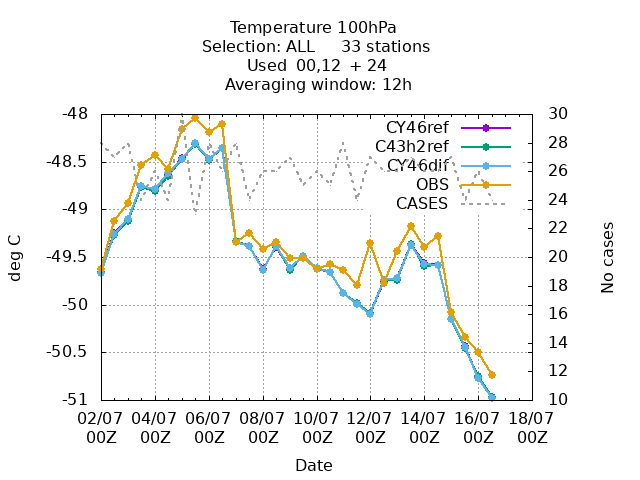 Temperature 100hPa
Selection: ALL     33 stations
Used  00,12  + 24
Averaging window: 12h
CY46ref
C43h2ref
CY46dif
OBS
CASES
deg C
-48
-48.5
-49
-49.5
-50
-50.5
-51
30
28
26
24
22
20
18
16
14
12
10
No cases
02/07 04/07 06/07 08/07 10/07 12/07 14/07 16/07 18/07
00Z 00Z 00Z 00Z 00Z 00Z 00Z 00Z 00Z
Date